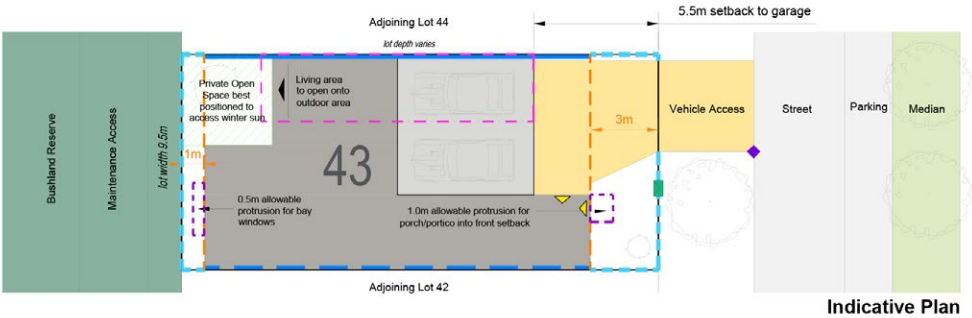 Adjoining Lot 44
5.5m setback to garage
lot depth varies
Bushland Reserve
Maintenance Access
lot width 9.5m
Private Open
Space best
positioned to
access winter sun
Living area
to open onto
outdoor area
1m
43
0.5m allowable
protrusion for bay
windows
1.0m allowable protrusion for
porch/portico into front setback
3m
Vehicle Access
Street
Parking
Median
Adjoining Lot 42
Indicative Plan